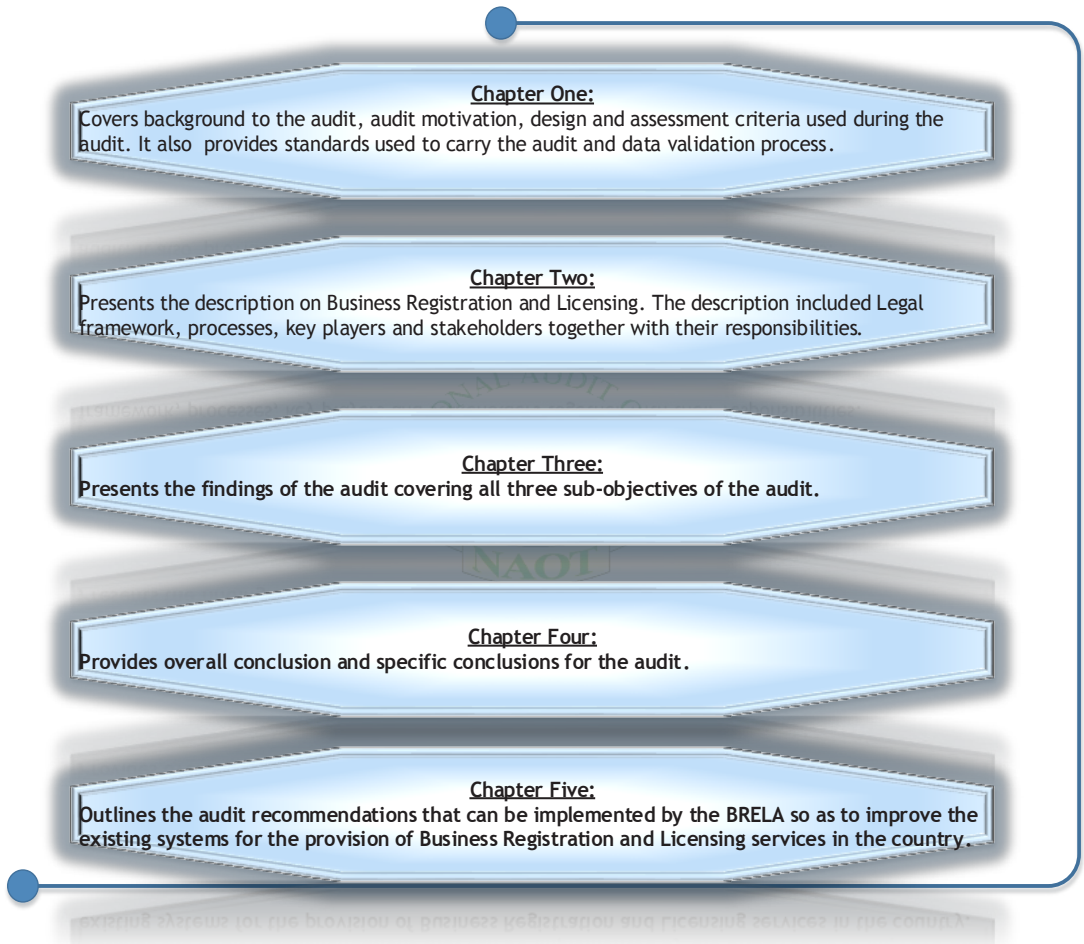 Chapter One:
Covers background to the audit, audit motivation, design and assessment criteria used during the
audit. It also  provides standards used to carry the audit and data validation process.
Chapter Two:
Presents the description on Business Registration and Licensing. The description included Legal
framework, processes, key players and stakeholders together with their responsibilities.
ONAL AUDIT O
Chapter Three:
Presents the findings of the audit covering all three sub-objectives of the audit.
NAOT
Chapter Four:
Provides overall conclusion and specific conclusions for the audit.
Chapter Five:
Outlines the audit recommendations that can be implemented by the BRELA so as to improve the
existing systems for the provision of Business Registration and Licensing services in the country.